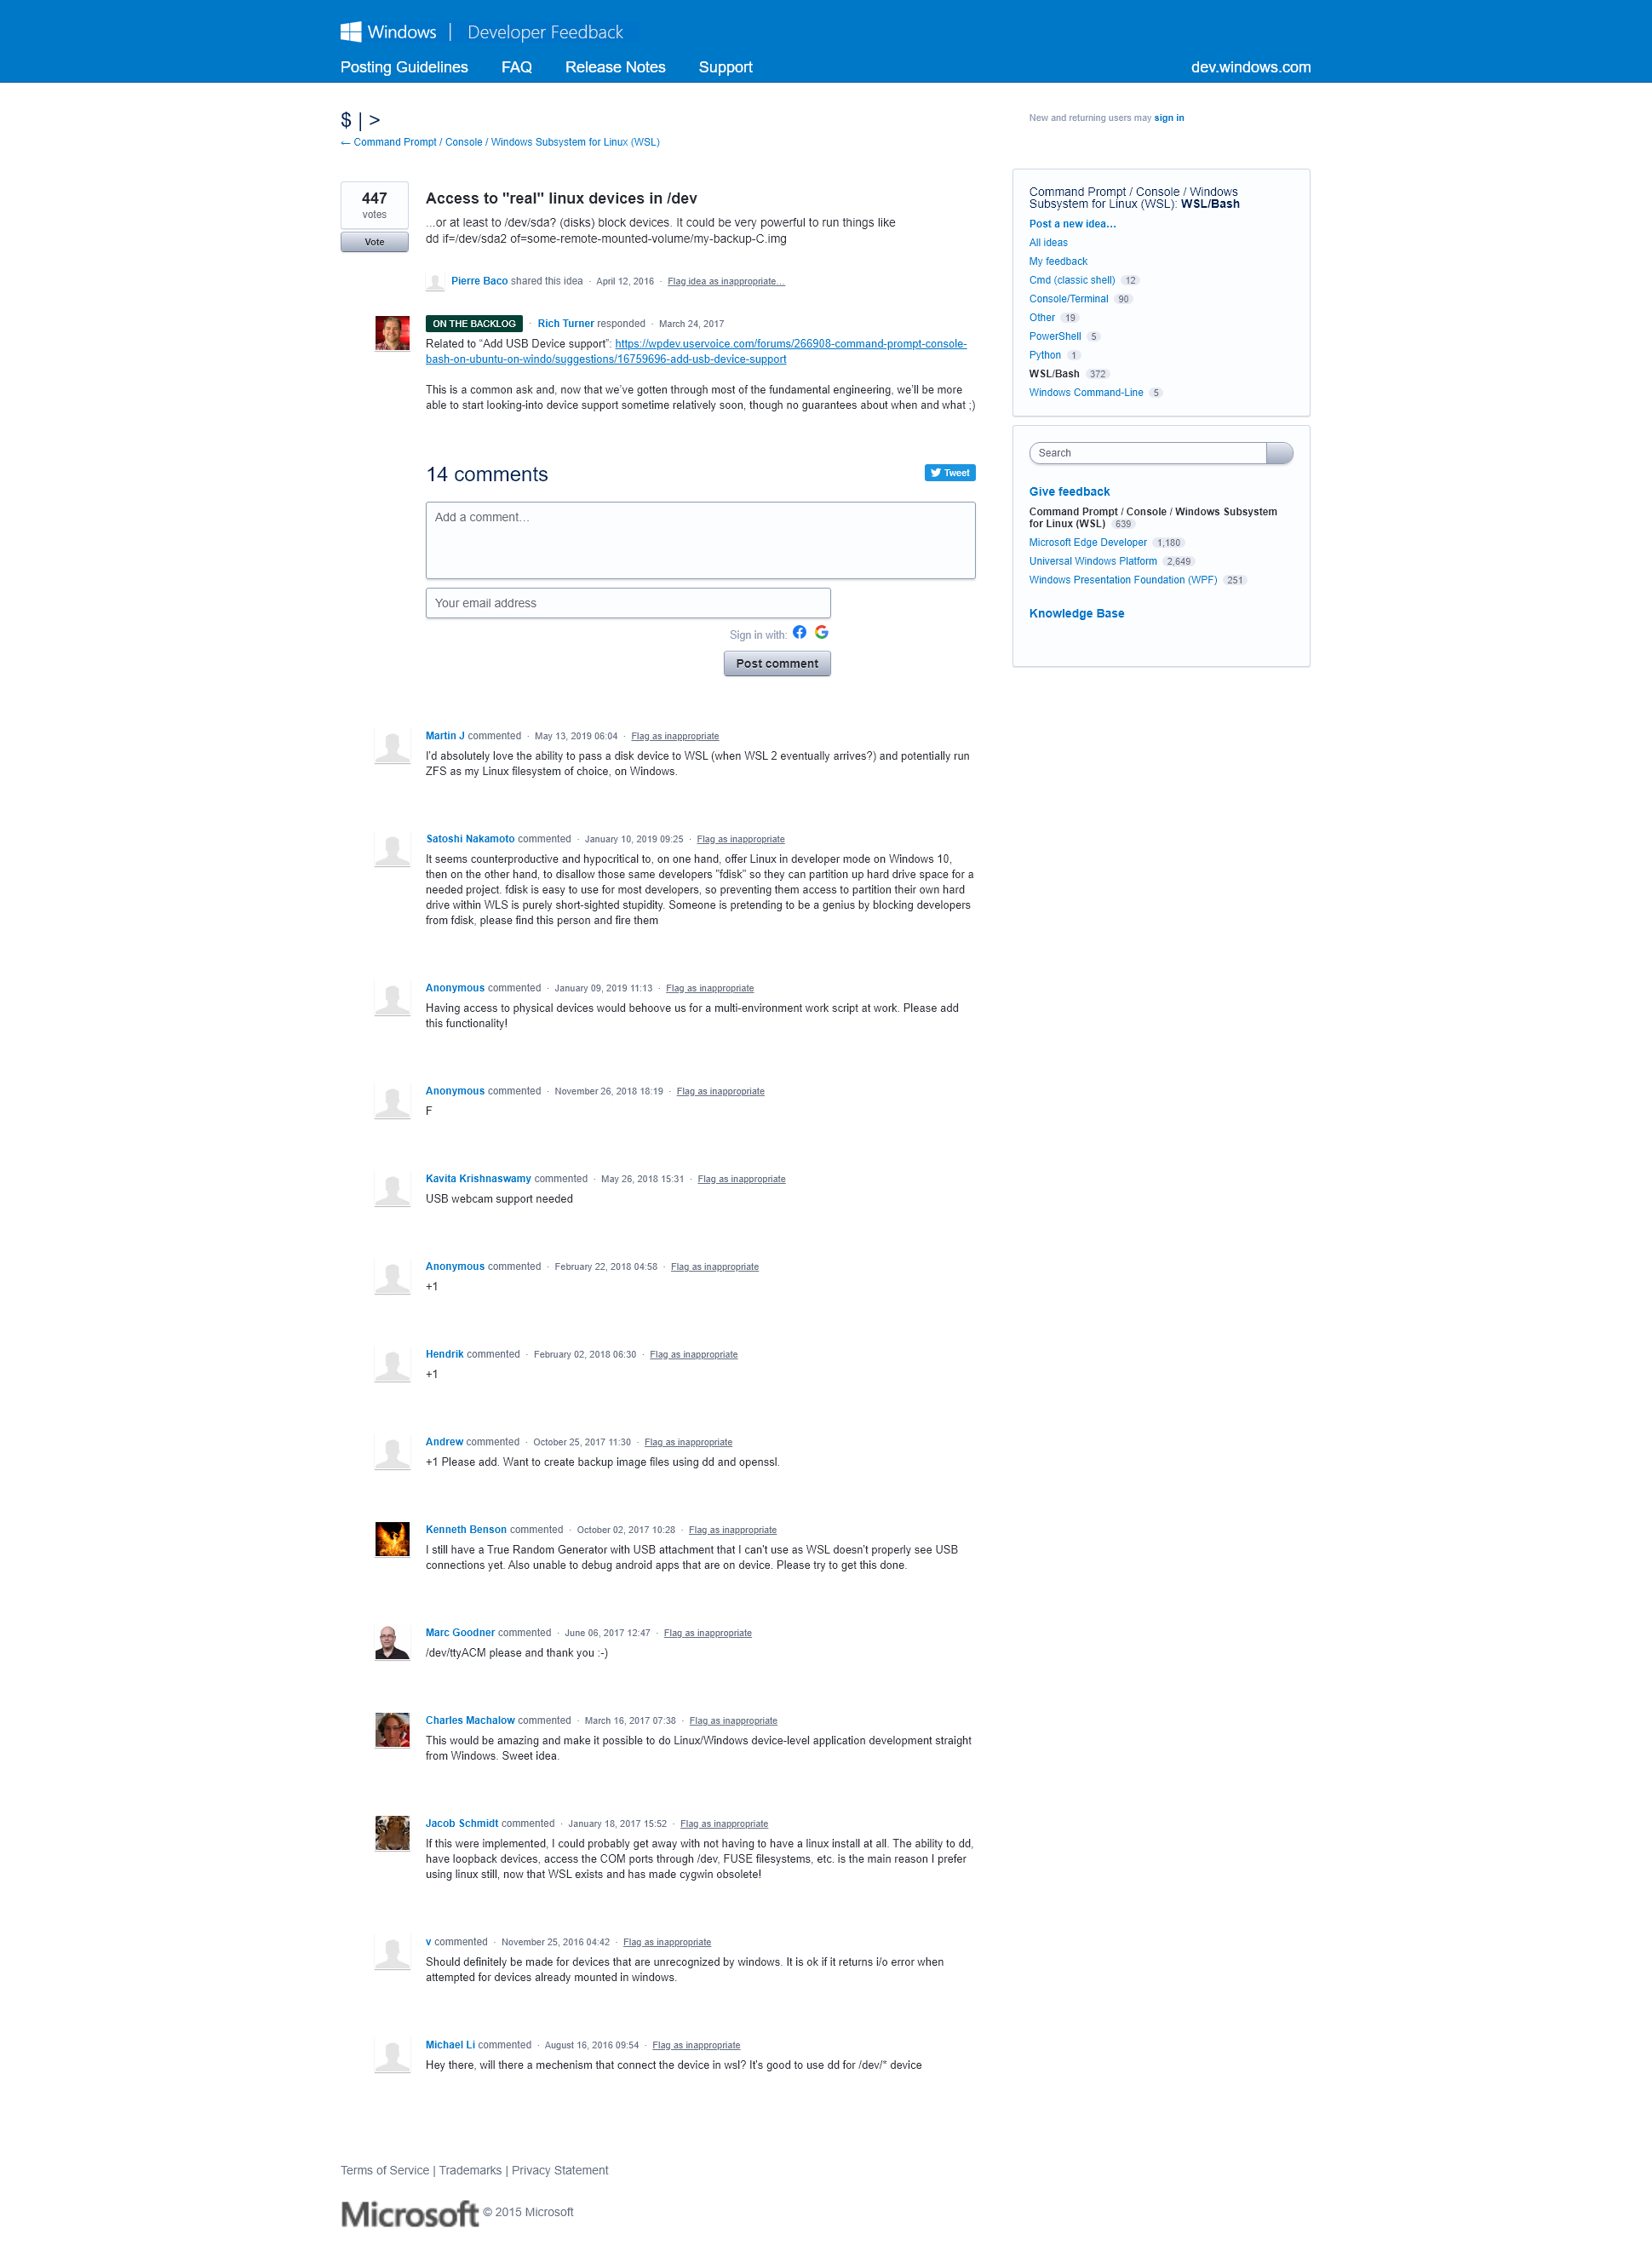 Windows | Developer Feedback
Posting Guidelines FAQ Release Notes Support dev.windows.com
$ | >
← Command Prompt / Console / Windows Subsystem for Linux (WSL)
New and returning users may sign in
447
votes
Vote
Access to "real" linux devices in /dev
...or at least to /dev/sda? (disks) block devices. It could be very powerful to run things like
dd if=/dev/sda2 of=some-remote-mounted-volume/my-backup-C.img
Pierre Baco shared this idea · April 12, 2016 · Flag idea as inappropriate…
ON THE BACKLOG · Rich Turner responded · March 24, 2017
Related to “Add USB Device support”: https://wpdev.uservoice.com/forums/266908-command-prompt-console-
bash-on-ubuntu-on-windo/suggestions/16759696-add-usb-device-support
This is a common ask and, now that we’ve gotten through most of the fundamental engineering, we’ll be more
able to start looking-into device support sometime relatively soon, though no guarantees about when and what ;)
14 comments
Tweet
Add a comment…
Your email address
Sign in with:
Post comment
Martin J commented · May 13, 2019 06:04 · Flag as inappropriate
I'd absolutely love the ability to pass a disk device to WSL (when WSL 2 eventually arrives?) and potentially run
ZFS as my Linux filesystem of choice, on Windows.
Satoshi Nakamoto commented · January 10, 2019 09:25 · Flag as inappropriate
It seems counterproductive and hypocritical to, on one hand, offer Linux in developer mode on Windows 10,
then on the other hand, to disallow those same developers "fdisk" so they can partition up hard drive space for a
needed project. fdisk is easy to use for most developers, so preventing them access to partition their own hard
drive within WLS is purely short-sighted stupidity. Someone is pretending to be a genius by blocking developers
from fdisk, please find this person and fire them
Anonymous commented · January 09, 2019 11:13 · Flag as inappropriate
Having access to physical devices would behoove us for a multi-environment work script at work. Please add
this functionality!
Anonymous commented · November 26, 2018 18:19 · Flag as inappropriate
F
Kavita Krishnaswamy commented · May 26, 2018 15:31 · Flag as inappropriate
USB webcam support needed
Anonymous commented · February 22, 2018 04:58 · Flag as inappropriate
+1
Hendrik commented · February 02, 2018 06:30 · Flag as inappropriate
+1
Andrew commented · October 25, 2017 11:30 · Flag as inappropriate
+1 Please add. Want to create backup image files using dd and openssl.
Kenneth Benson commented · October 02, 2017 10:28 · Flag as inappropriate
I still have a True Random Generator with USB attachment that I can't use as WSL doesn't properly see USB
connections yet. Also unable to debug android apps that are on device. Please try to get this done.
Marc Goodner commented · June 06, 2017 12:47 · Flag as inappropriate
/dev/ttyACM please and thank you :-)
Charles Machalow commented · March 16, 2017 07:38 · Flag as inappropriate
This would be amazing and make it possible to do Linux/Windows device-level application development straight
from Windows. Sweet idea.
Jacob Schmidt commented · January 18, 2017 15:52 · Flag as inappropriate
If this were implemented, I could probably get away with not having to have a linux install at all. The ability to dd,
have loopback devices, access the COM ports through /dev, FUSE filesystems, etc. is the main reason I prefer
using linux still, now that WSL exists and has made cygwin obsolete!
v commented · November 25, 2016 04:42 · Flag as inappropriate
Should definitely be made for devices that are unrecognized by windows. It is ok if it returns i/o error when
attempted for devices already mounted in windows.
Michael Li commented · August 16, 2016 09:54 · Flag as inappropriate
Hey there, will there a mechenism that connect the device in wsl? It's good to use dd for /dev/* device
Command Prompt / Console / Windows
Subsystem for Linux (WSL): WSL/Bash
Post a new idea…
All ideas
My feedback
Cmd (classic shell) 12
Console/Terminal 90
Other 19
PowerShell 5
Python 1
WSL/Bash 372
Windows Command-Line 5
Search
Give feedback
Command Prompt / Console / Windows Subsystem
for Linux (WSL) 639
Microsoft Edge Developer 1,180
Universal Windows Platform 2,649
Windows Presentation Foundation (WPF) 251
Knowledge Base
Terms of Service | Trademarks | Privacy Statement
Microsoft © 2015 Microsoft